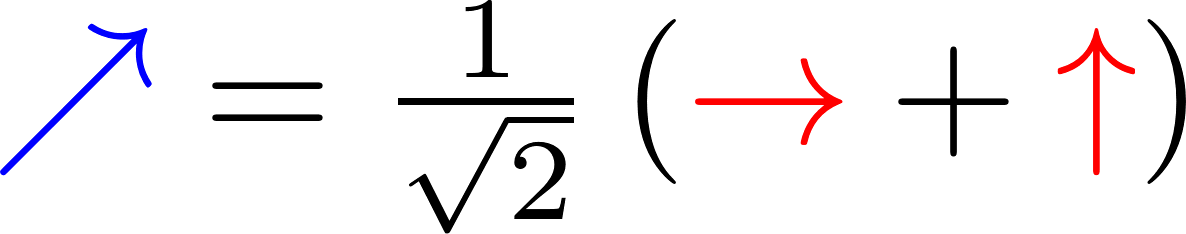 ↗ = 1/√2 (→ + ↑)